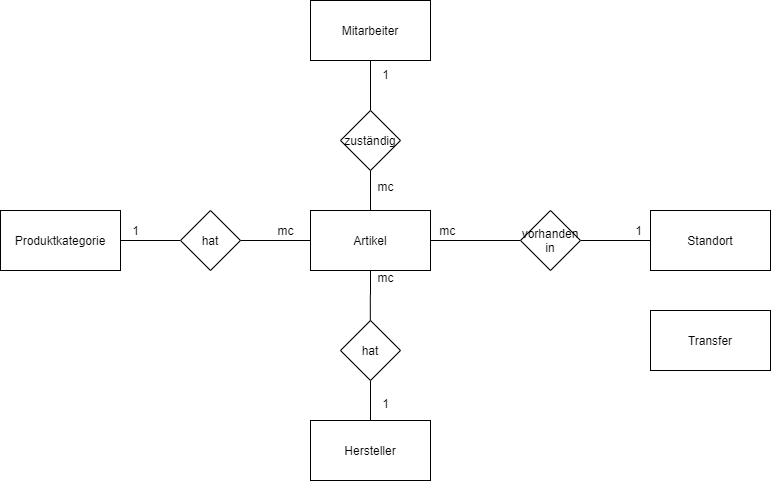 Mitarbeiter
1
zuständig
mc
Produktkategorie
1
hat
mc
Artikel
mc
vorhanden
in
1
Standort
mc
Transfer
hat
1
Hersteller